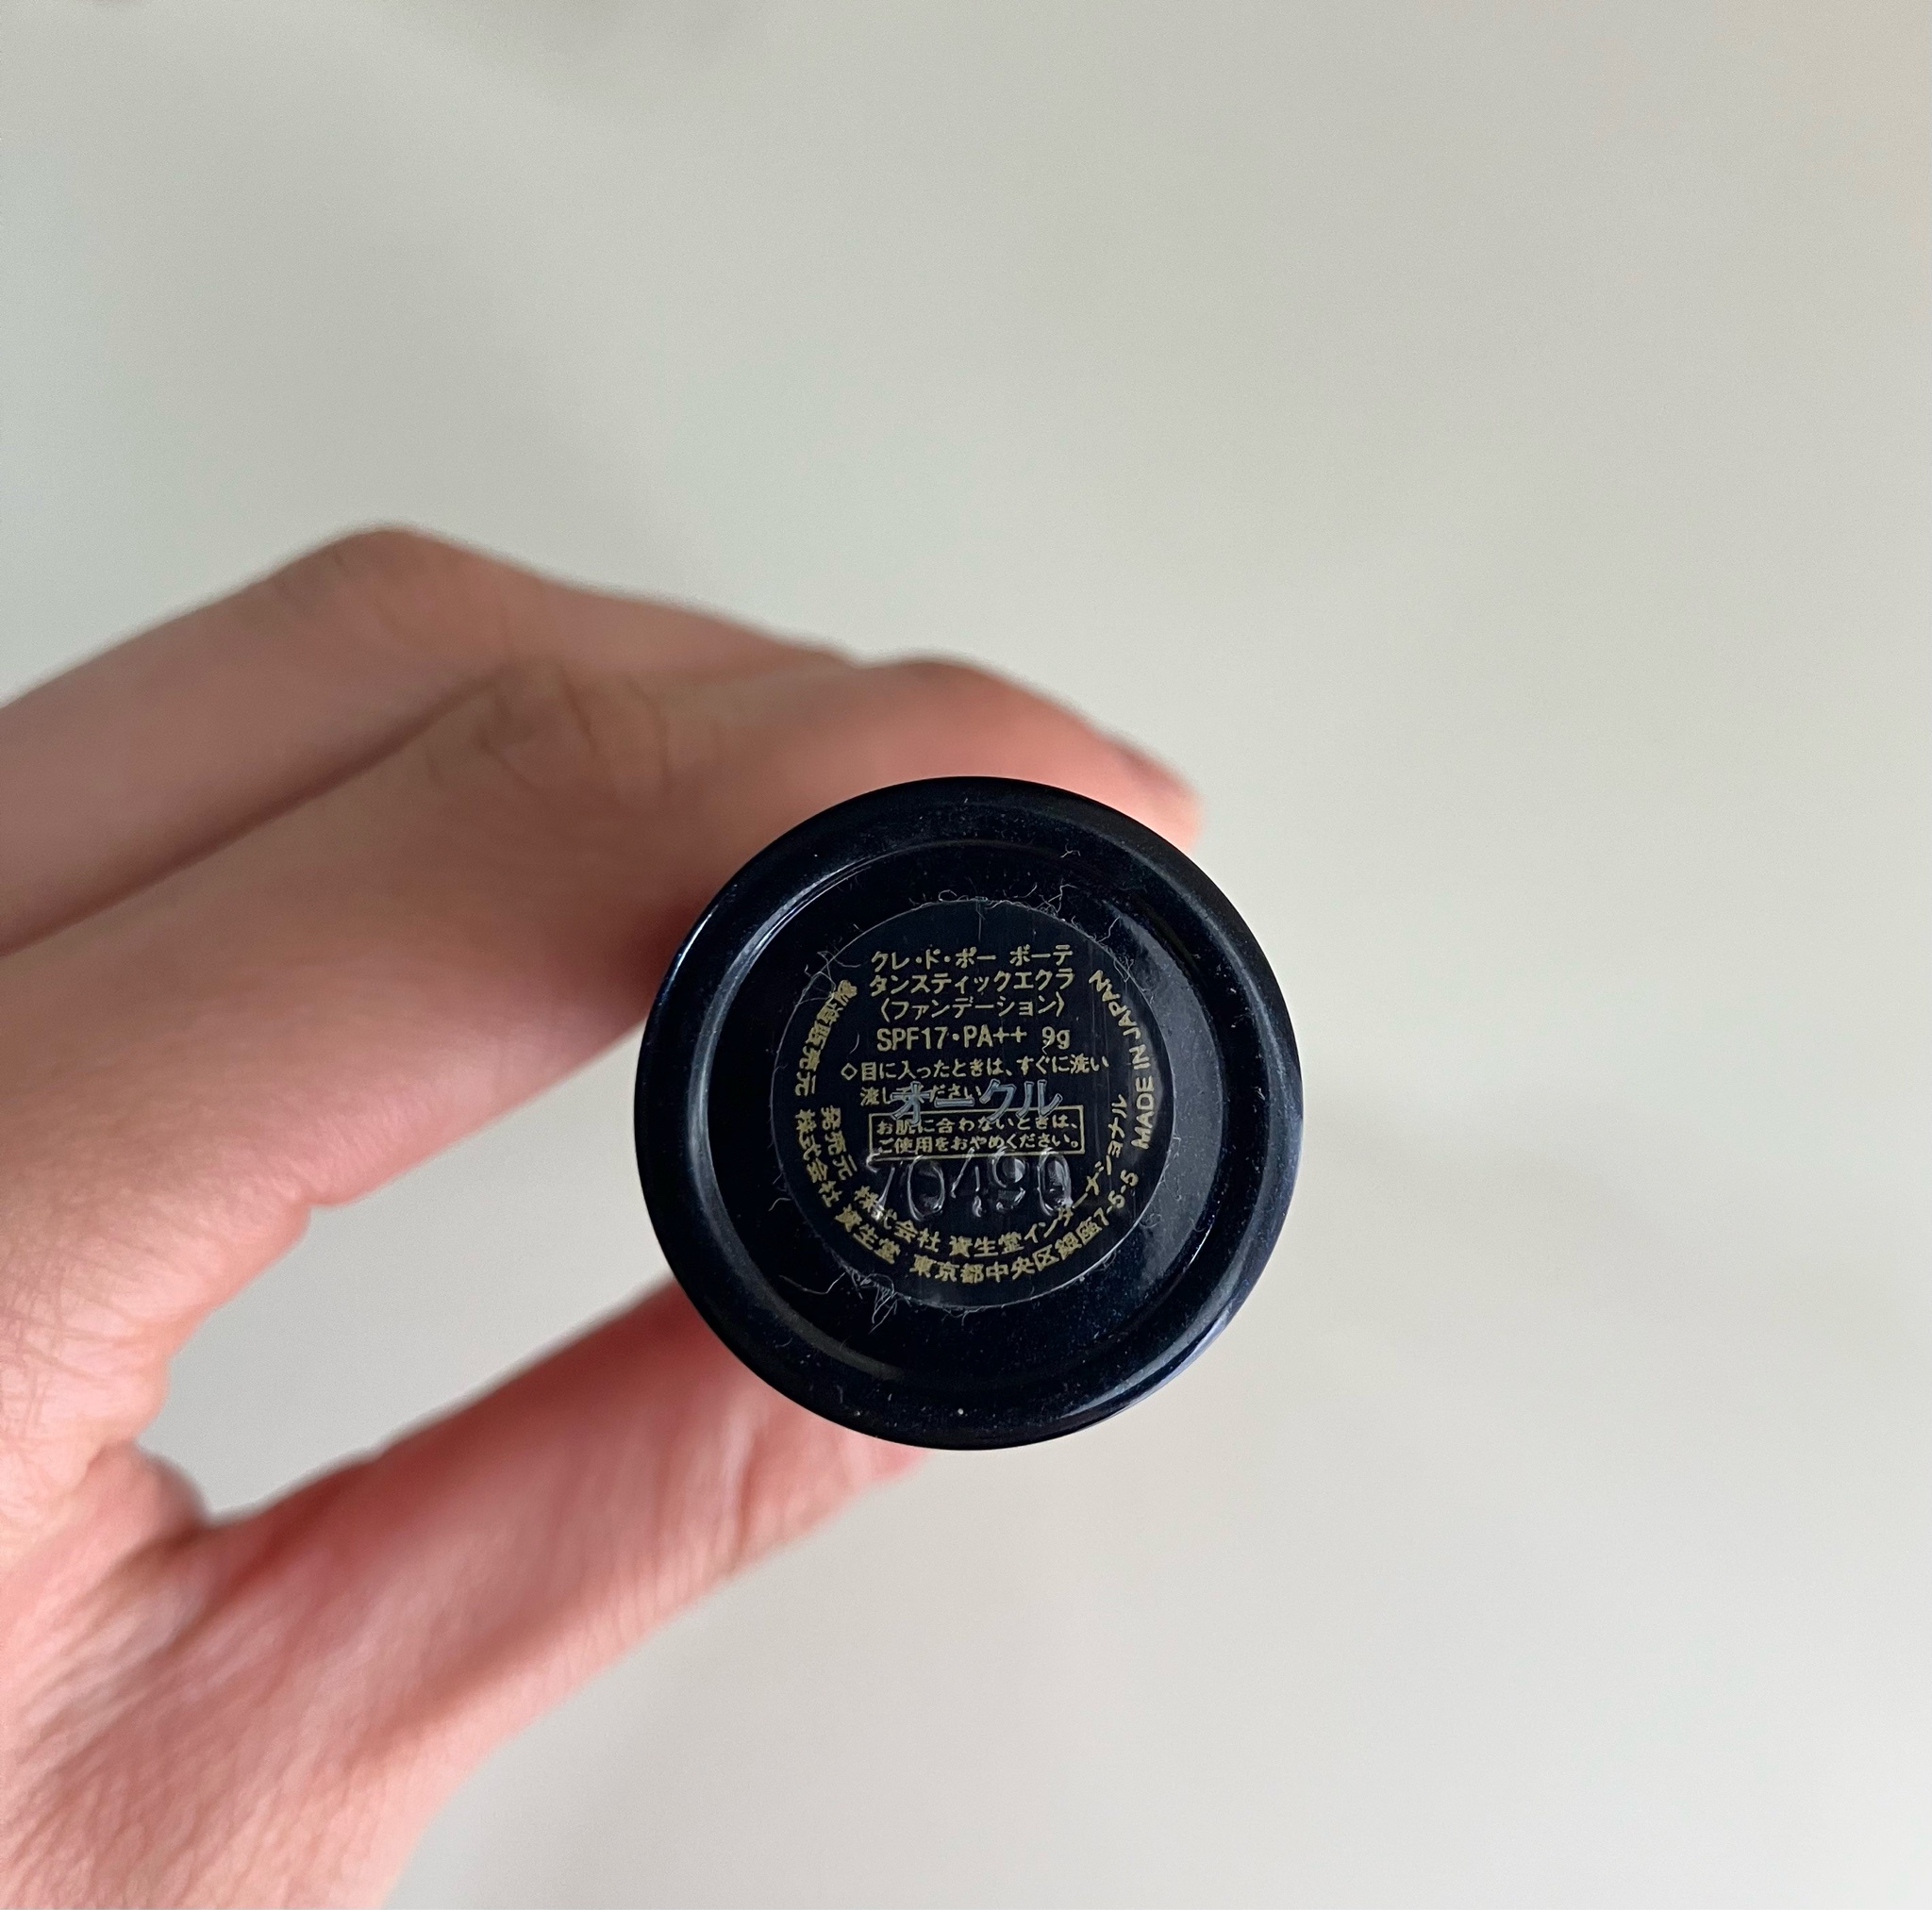 クレ・ド・ポー ボーテ
タンスティックエクラ
〈ファンデーション〉
SPF17・PA++ 9g
◇目に入ったときは、すぐに洗い
流してください。
オークル
お肌に合わないときは、
ご使用をおやめください。
70490
発売元 株式会社 資生堂インターナショナル
製造販売元 株式会社 資生堂 東京都中央区銀座7-5-5
MADE IN JAPAN